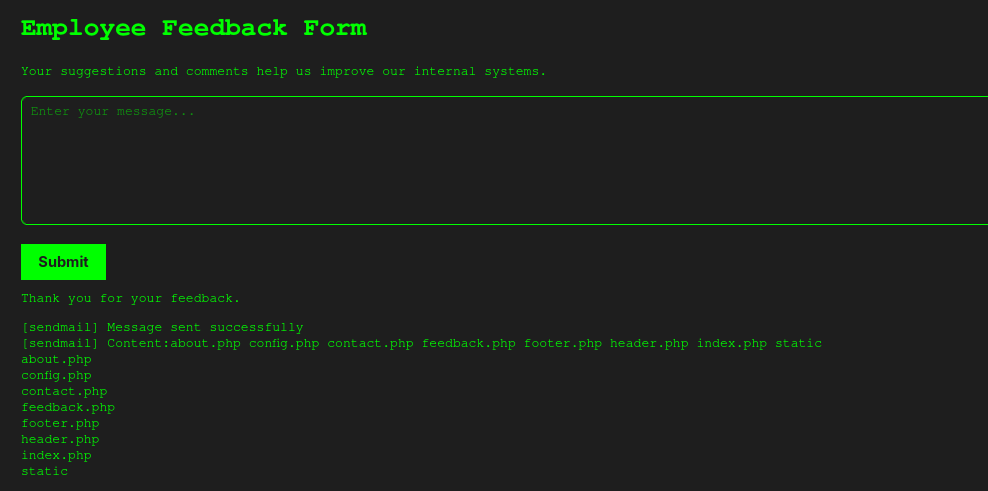 Employee Feedback Form
Your suggestions and comments help us improve our internal systems.
Enter your message...
Submit
Thank you for your feedback.
[sendmail] Message sent successfully
[sendmail] Content:about.php config.php contact.php feedback.php footer.php header.php index.php static
about.php
config.php
contact.php
feedback.php
footer.php
header.php
index.php
static